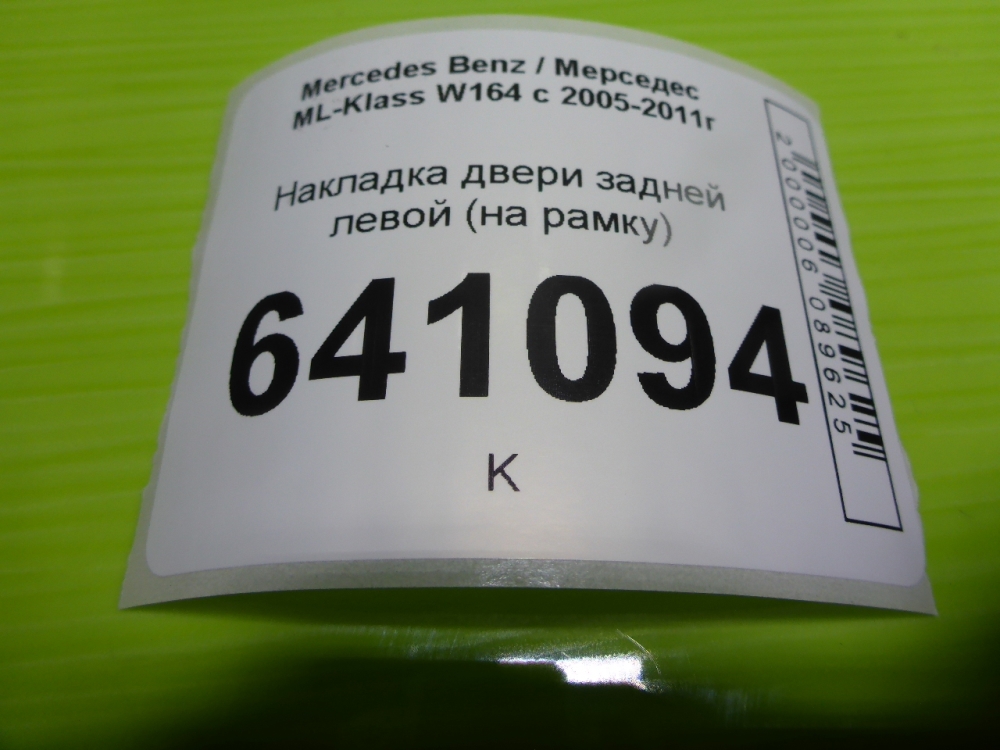 Mercedes Benz / Мерседес
ML-Klass W164 с 2005-2011г
Накладка двери задней
левой (на рамку)
641094
К
2000006089625